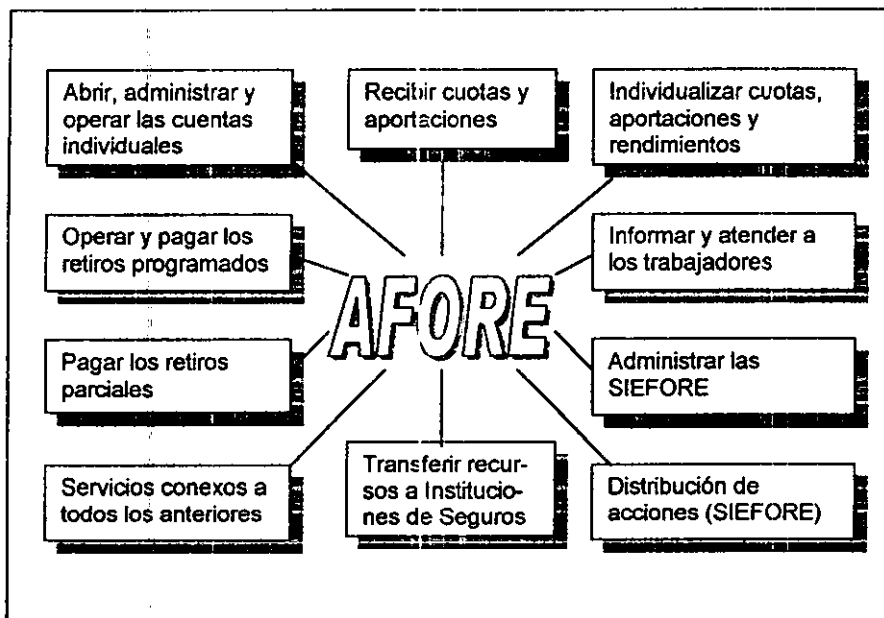 Abrir, administrar y
operar las cuentas
individuales
Recibir cuotas y
aportaciones
Individualizar cuotas,
aportaciones y
rendimientos
Operar y pagar los
retiros programados
Informar y atender a
los trabajadores
AFORE
Pagar los retiros
parciales
Administrar las
SIEFORE
Servicios conexos a
todos los anteriores
Transferir recur-
sos a Institucio-
nes de Seguros
Distribución de
acciones (SIEFORE)